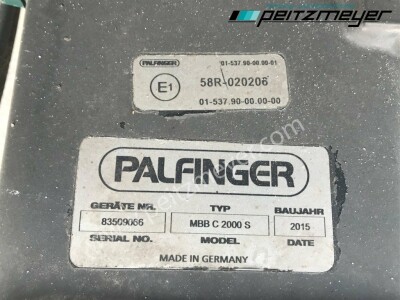 peitzmeyer
PALFINGER 01-537.90-00.00-01
E1 58R-020206
01-537.90-00.00-00
PALFINGER
GERÄTE NR. TYP BAUJAHR
83509066 MBB C 2000 S 2015
SERIAL NO. MODEL DATE
MADE IN GERMANY